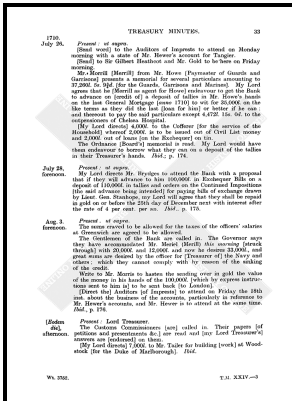 TREASURY MINUTES. 33
1710.
July 26. Present: ut supra.
[Send word] to the Auditors of Imprests to attend on Monday
morning with a state of Mr. Hewer's account for Tangier.
[Send] to Sir Gilbert Heathcot and Mr. Gold to be here on Friday
morning.
Mr. Morrill [Merrill] from Mr. Howe [Paymaster of Guards and
Garrisons] presents a memorial for several particulars amounting to
37,200l. 5s. 9¼d. [for the Guards, Garrisons and Marines]. My Lord
agrees that he [Merrill as agent for Howe] endeavour to get the Bank
to advance on [credit of] a deposit of tallies in Mr. Howe's hands
on the last General Mortgage [some 1710] to wit for 35,000l. on the
like terms as they did the last [loan for him] or better if he can:
and thereout to pay the said particulars except 4,472l. 15s. 0d. to the
outpensioners of Chelsea Hospital.
[My Lord directs] 4,000l. to the Cofferer [for the service of the
Household] whereof 2,000l. is to be issued out of Civil List money
and 2,000l. out of loans [on the Exchequer] on tin.
The Ordnance [Board's] memorial is read. My Lord would have
them endeavour to borrow what they can on a deposit of the tallies
in their Treasurer's hands. Ibid.; p. 174.
July 28, Present: ut supra.
forenoon. My Lord directs Mr. Brydges to attend the Bank with a proposal
that if they will advance to him 100,000l. in Exchequer Bills on a
deposit of 110,000l. in tallies and orders on the Continued Impositions
[the said advance being intended] for paying bills of exchange drawn
by Lieut. Gen. Stanhope, my Lord will agree that they shall be repaid
in gold on or before the 25th day of December next with interest after
the rate of 4 per cent. per an. Ibid., p. 175.
Aug. 3. Present: ut supra.
forenoon. The sums craved to be allowed for the taxes of the officers' salaries
at Greenwich are agreed to be allowed.
The Gentlemen of the Bank are called in. The Governor says
they have accommodated Mr. Meriel (Merill) this morning [struck
through] with 20,000l. and 12,000l. and now he desires 33,000l., and
great sums are desired by the officer for [Treasurer of] the Navy and
others: which they cannot comply with by reason of the sinking
of the credit.
Write to Mr. Morris to hasten the sending over in gold the value
of the money in his hands of the 100,000l. [which by express instruc-
tions sent to him is] to be sent back [to London].
[Direct the] Auditors [of Imprests] to attend on Friday the 18th
inst. about the business of the accounts, particularly in reference to
Mr. Hewer's accounts, and Mr. Hewer is to attend at the same time.
Ibid., p. 176.
[Eodem die], Present: Lord Treasurer.
afternoon. The Customs Commissioners [are] called in. Their papers [of
petitions and presentments &c.] are read and [my Lord Treasurer's]
answers are [endorsed] on them.
[My Lord directs] 7,000l. to Mr. Tailer for building [work] at Wood-
stock [for the Duke of Marlborough]. Ibid.
Wt. 3752. T.M. XXIV.—3